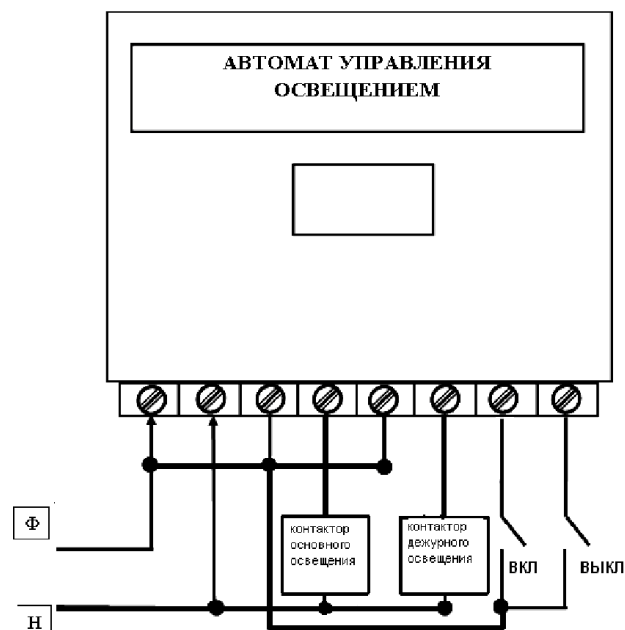 АВТОМАТ УПРАВЛЕНИЯ
ОСВЕЩЕНИЕМ
Ф
контактор
основного
освещения
контактор
дежурного
освещения
ВКЛ
ВЫКЛ
Н